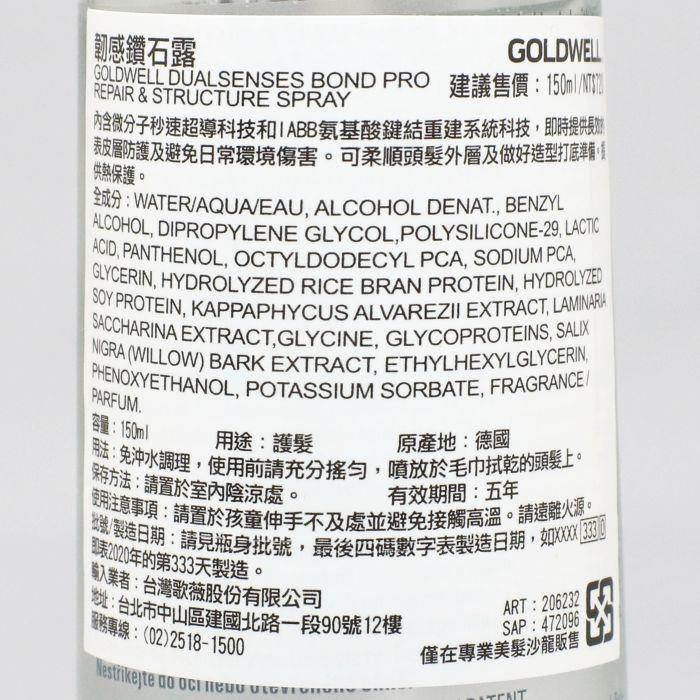 韌感鑽石露
GOLDWELL
GOLDWELL DUALSENSES BOND PRO
REPAIR & STRUCTURE SPRAY
建議售價：150ml/NT$720
內含微分子秒速超導科技和IABB氨基酸鍵結重建系統科技，即時提供長效的
表皮層防護及避免日常環境傷害。可柔順頭髮外層及做好造型打底準備。提
供熱保護。
全成分：WATER/AQUA/EAU, ALCOHOL DENAT., BENZYL
ALCOHOL, DIPROPYLENE GLYCOL,POLYSILICONE-29, LACTIC
ACID, PANTHENOL, OCTYLDODECYL PCA, SODIUM PCA,
GLYCERIN, HYDROLYZED RICE BRAN PROTEIN, HYDROLYZED
SOY PROTEIN, KAPPAPHYCUS ALVAREZII EXTRACT, LAMINARIA
SACCHARINA EXTRACT,GLYCINE, GLYCOPROTEINS, SALIX
NIGRA (WILLOW) BARK EXTRACT, ETHYLHEXYLGLYCERIN,
PHENOXYETHANOL, POTASSIUM SORBATE, FRAGRANCE/
PARFUM.
容量：150ml 用途：護髮 原產地：德國
用法：免沖水調理，使用前請充分搖勻，噴放於毛巾拭乾的頭髮上。
保存方法：請置於室內陰涼處。 有效期間：五年
使用注意事項：請置於孩童伸手不及處並避免接觸高溫。請遠離火源。
批號/製造日期：請見瓶身批號，最後四碼數字表製造日期，如XXXX 333 0
即表2020年的第333天製造。
輸入業者：台灣歌薇股份有限公司
地址：台北市中山區建國北路一段90號12樓
服務專線：(02)2518-1500
ART：206232
SAP：472096
僅在專業美髮沙龍販售
Nestříkejte do očí nebo otevřeného
PATENT